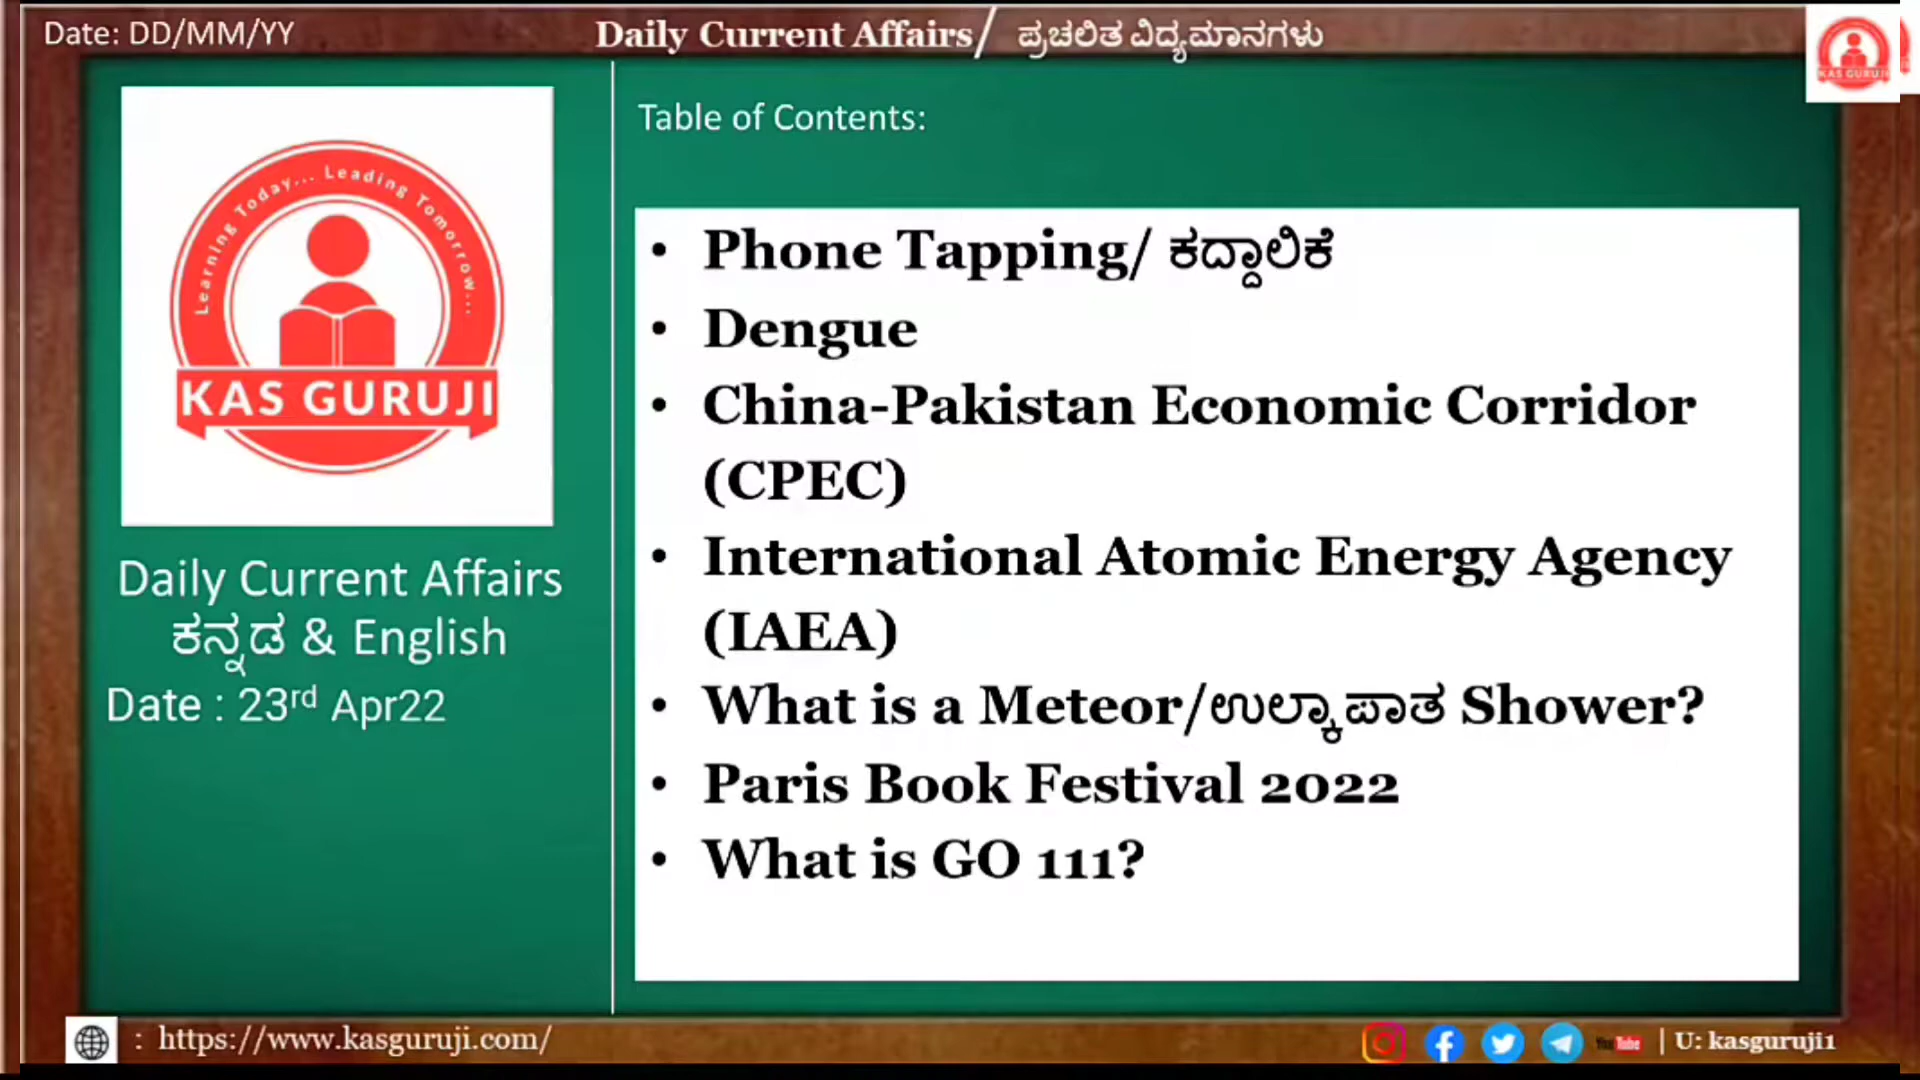 Date: DD/MM/YY
Daily Current Affairs/ ಪ್ರಚಲಿತ ವಿದ್ಯಮಾನಗಳು
KAS GURUJI
Learning Today... Leading Tomorrow...
KAS GURUJI
Daily Current Affairs
ಕನ್ನಡ & English
Date : 23rd Apr22
Table of Contents:
• Phone Tapping/ ಕದ್ದಾಲಿಕೆ
• Dengue
• China-Pakistan Economic Corridor
(CPEC)
• International Atomic Energy Agency
(IAEA)
• What is a Meteor/ಉಲ್ಕಾಪಾತ Shower?
• Paris Book Festival 2022
• What is GO 111?
: https://www.kasguruji.com/
YouTube | U: kasguruji1